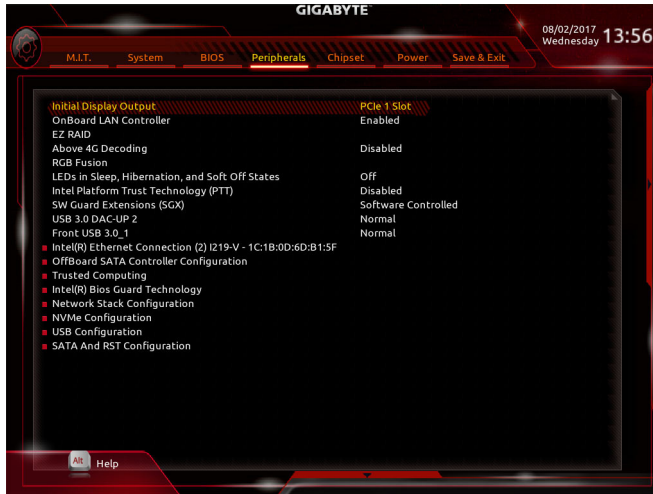 GIGABYTE™
08/02/2017 Wednesday 13:56
M.I.T. System BIOS Peripherals Chipset Power Save & Exit
Initial Display Output PCIe 1 Slot
OnBoard LAN Controller Enabled
EZ RAID
Above 4G Decoding Disabled
RGB Fusion
LEDs in Sleep, Hibernation, and Soft Off States Off
Intel Platform Trust Technology (PTT) Disabled
SW Guard Extensions (SGX) Software Controlled
USB 3.0 DAC-UP 2 Normal
Front USB 3.0_1 Normal
Intel(R) Ethernet Connection (2) I219-V - 1C:1B:0D:6D:B1:5F
OffBoard SATA Controller Configuration
Trusted Computing
Intel(R) Bios Guard Technology
Network Stack Configuration
NVMe Configuration
USB Configuration
SATA And RST Configuration
Alt Help